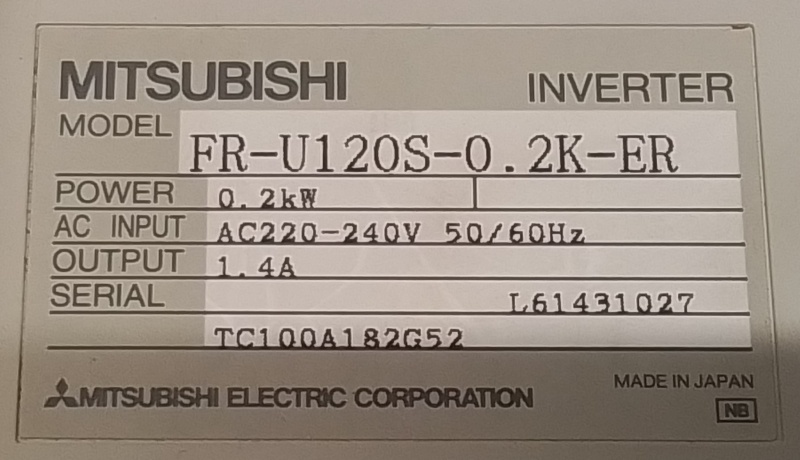 MITSUBISHI INVERTER
MODEL FR-U120S-0.2K-ER
POWER 0.2kW
AC INPUT AC220-240V 50/60Hz
OUTPUT 1.4A
SERIAL L61431027
TC100A182G52
MITSUBISHI ELECTRIC CORPORATION
MADE IN JAPAN
NB